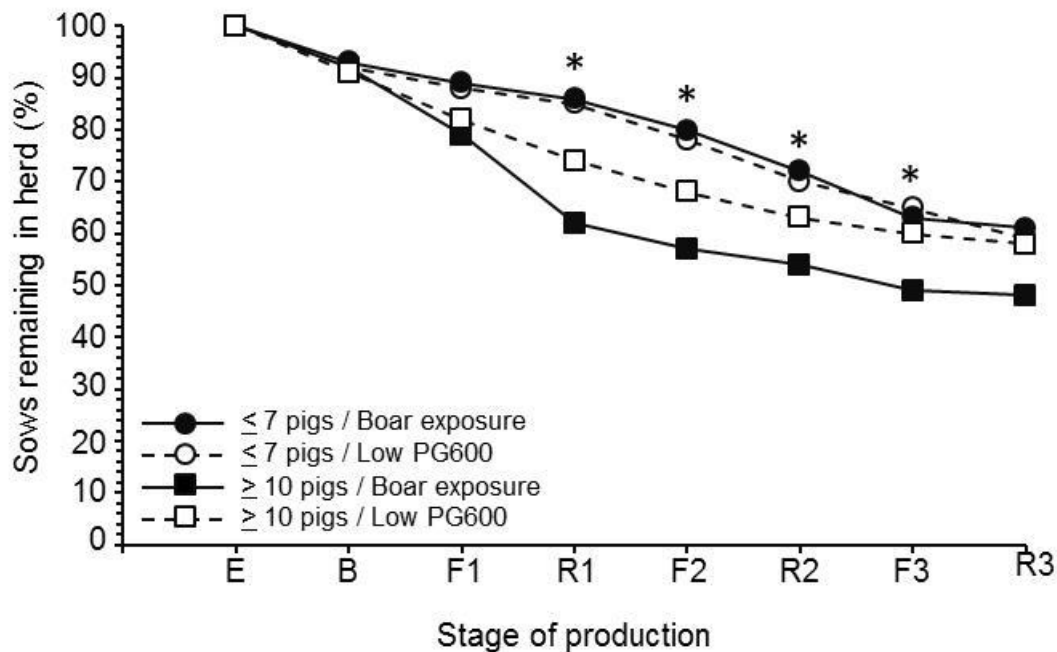 Sows remaining in herd (%)
100
90
80
70
60
50
40
30
20
10
0
*
*
*
*
≤ 7 pigs / Boar exposure
≤ 7 pigs / Low PG600
≥ 10 pigs / Boar exposure
≥ 10 pigs / Low PG600
E B F1 R1 F2 R2 F3 R3
Stage of production